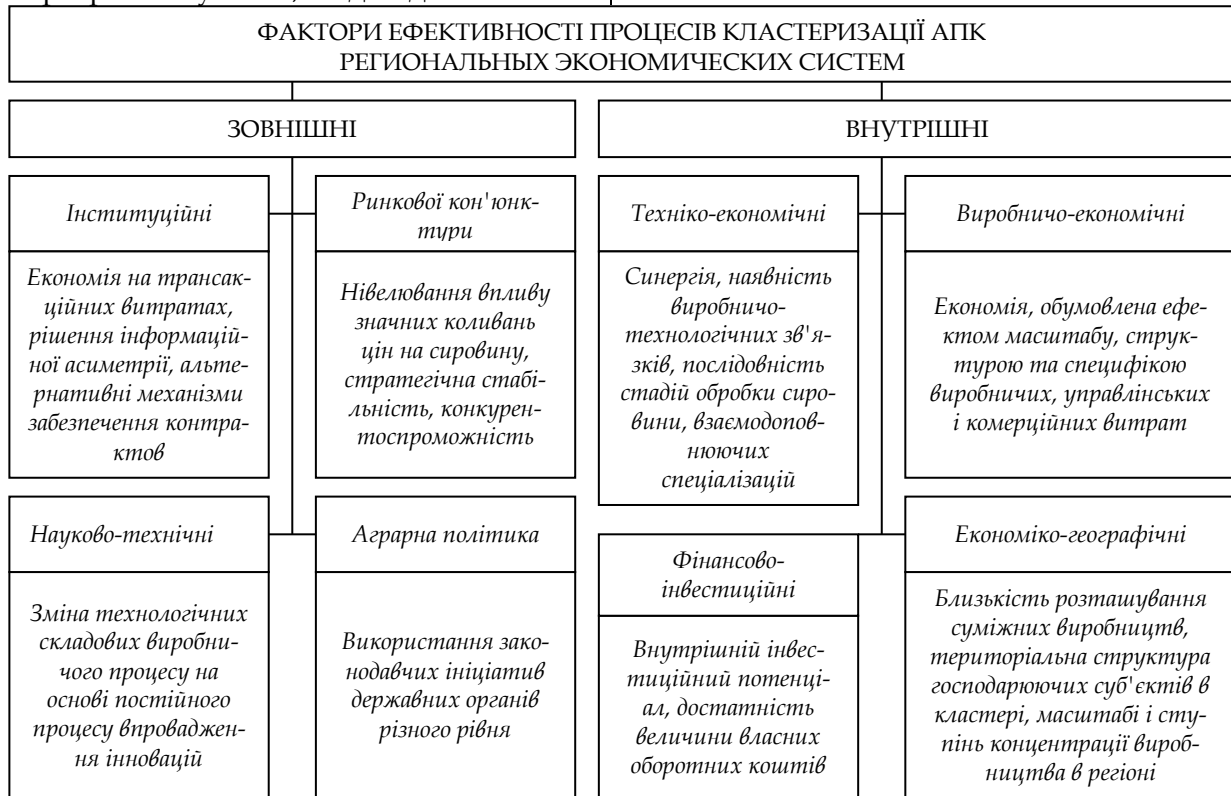 ФАКТОРИ ЕФЕКТИВНОСТІ ПРОЦЕСІВ КЛАСТЕРИЗАЦІЇ АПК
РЕГИОНАЛЬНЫХ ЭКОНОМИЧЕСКИХ СИСТЕМ
ЗОВНІШНІ
ВНУТРІШНІ
Інституційні
Економія на трансак-
ційних витратах,
рішення інформацій-
ної асиметрії, альте-
рнативні механізми
забезпечення контра-
ктов
Ринкової кон'юнк-
тури
Нівелювання впливу
значних коливань
цін на сировину,
стратегічна стабі-
льність, конкурен-
тоспроможність
Техніко-економічні
Синергія, наявність
виробничо-
технологічних зв'я-
зків, послідовність
стадій обробки сиро-
вини, взаємодопов-
нюючих
спеціалізацій
Виробничо-економічні
Економія, обумовлена ефе-
ктом масштабу, струк-
турою та специфікою
виробничих, управлінських
і комерційних витрат
Науково-технічні
Зміна технологічних
складових виробни-
чого процесу на
основі постійного
процесу впроваджен-
ня інновацій
Аграрна політика
Використання зако-
нодавчих ініціатив
державних органів
різного рівня
Фінансово-
інвестиційні
Внутрішній інвес-
тиційний потенці-
ал, достатність
величини власних
оборотних коштів
Економіко-географічні
Близькість розташування
суміжних виробництв,
територіальна структура
господарюючих суб'єктів в
кластері, масштабі і сту-
пінь концентрації вироб-
ництва в регіоні